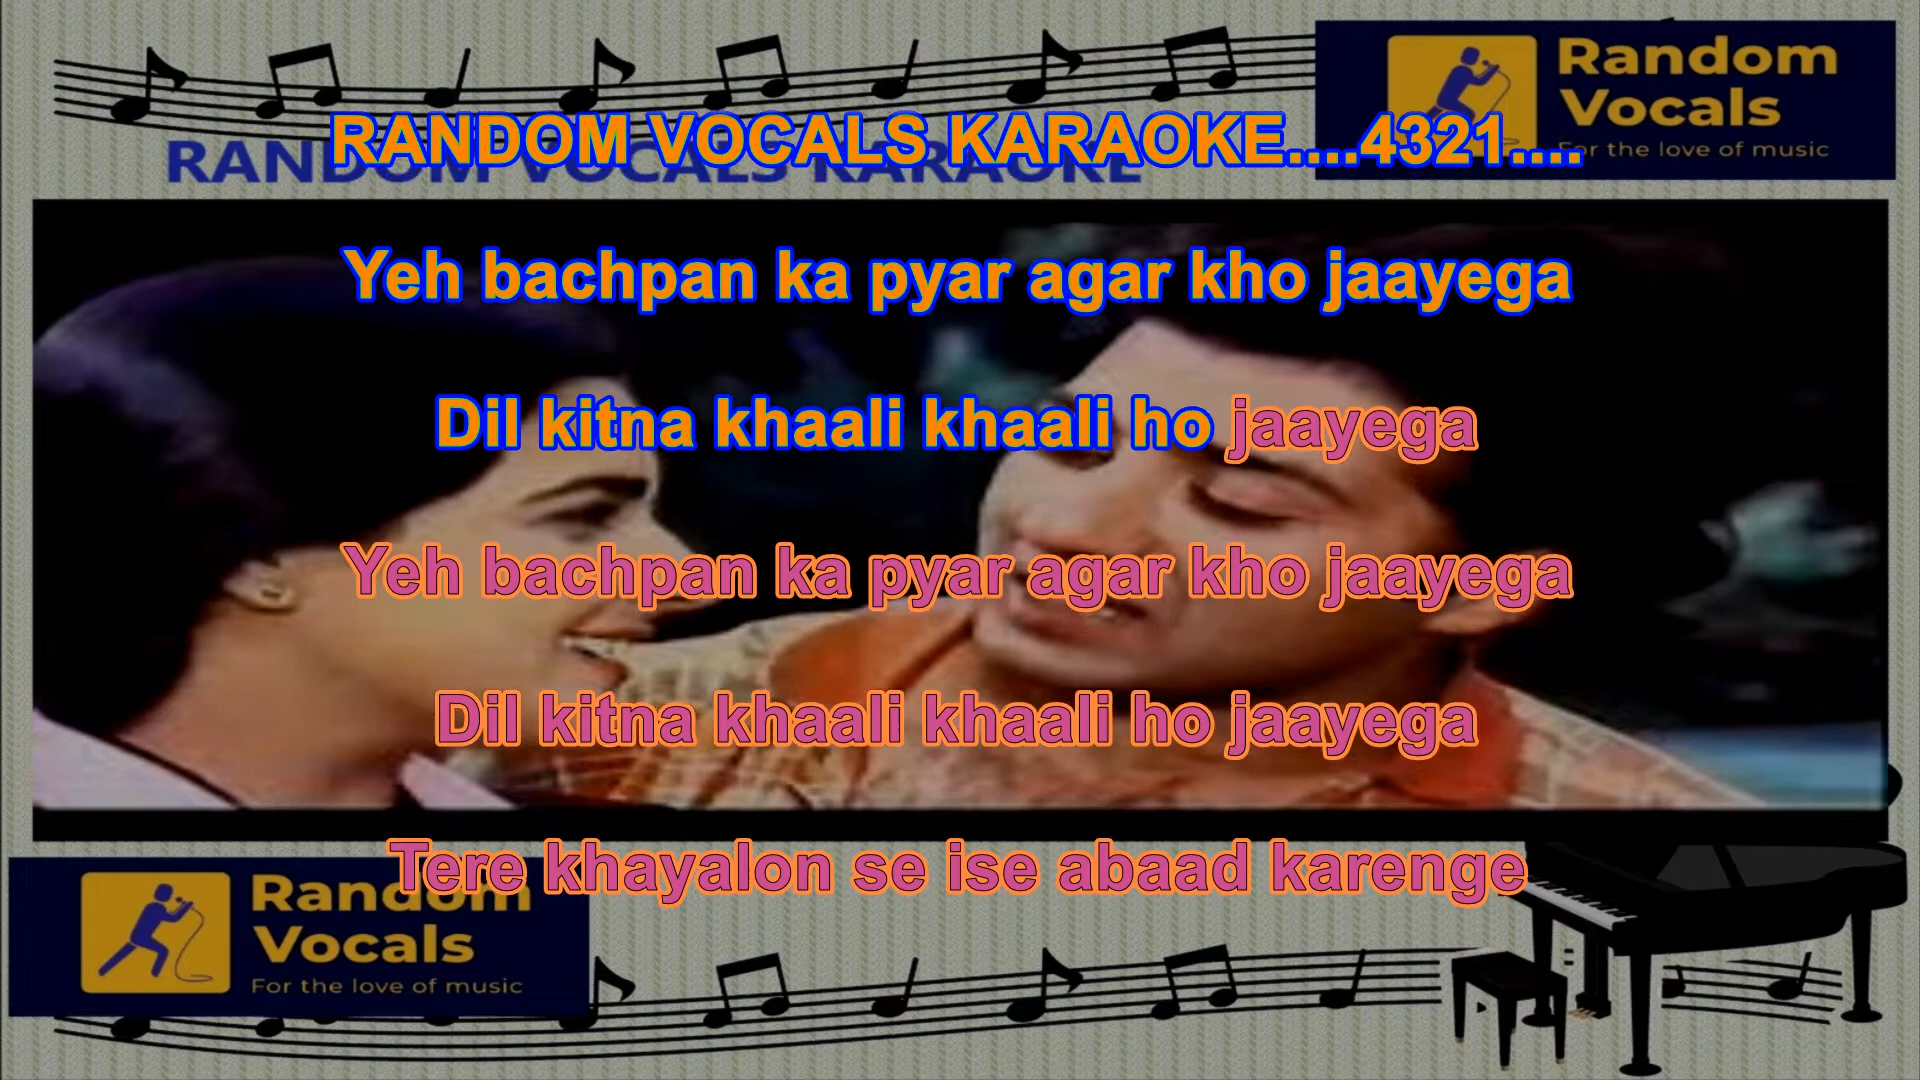 Random
Vocals
For the love of music
RANDOM VOCALS KARAOKE....4321....
RANDOM VOCALS KARAOKE
Yeh bachpan ka pyar agar kho jaayega
Dil kitna khaali khaali ho jaayega
Yeh bachpan ka pyar agar kho jaayega
Dil kitna khaali khaali ho jaayega
Tere khayalon se ise abaad karenge
Random
Vocals
For the love of music